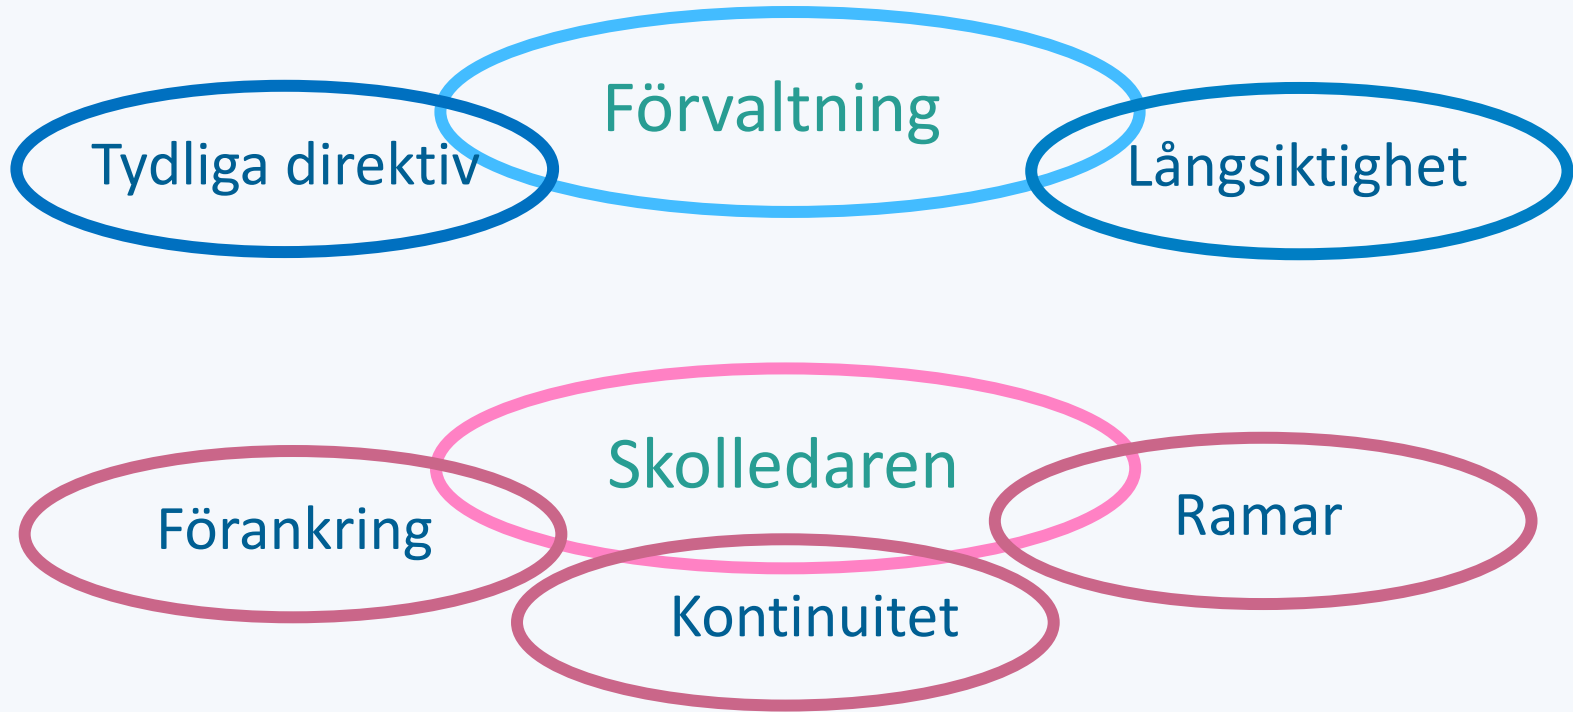 Förvaltning
Tydliga direktiv
Långsiktighet
Skolledaren
Förankring
Ramar
Kontinuitet